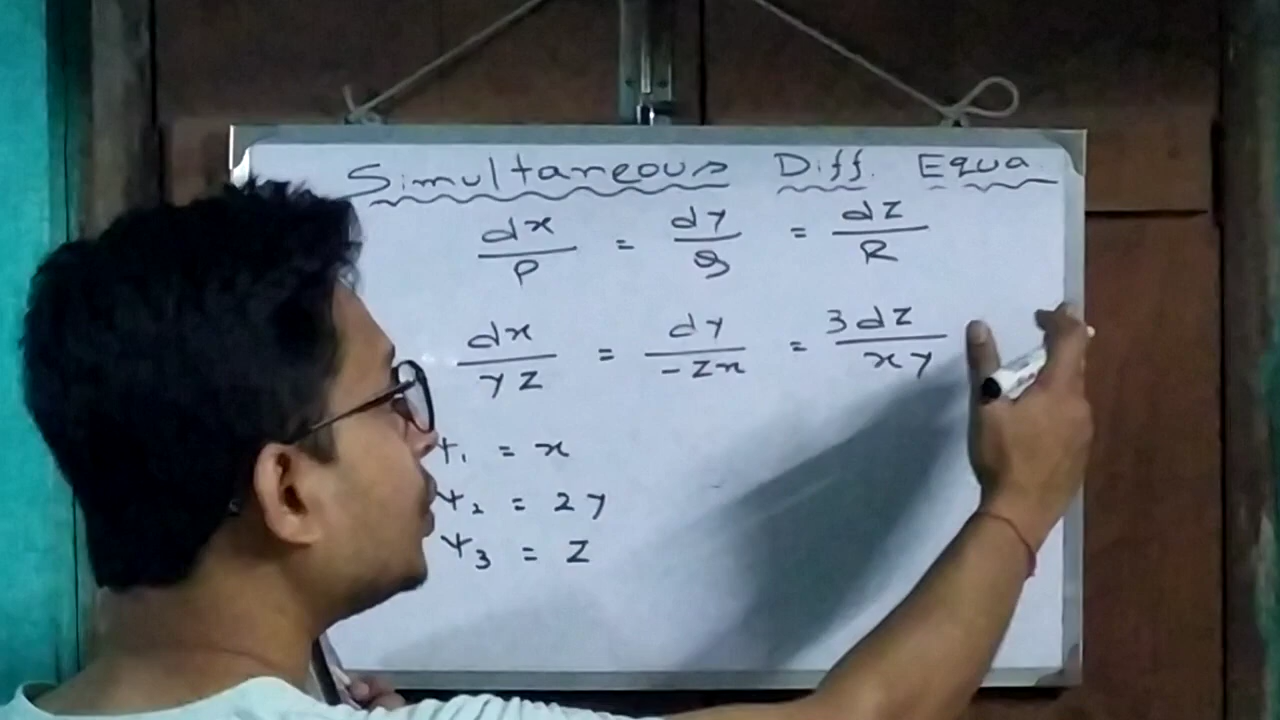 Simultaneous Diff. Equa
dx/P = dy/Q = dz/R
dx/yz = dy/-zx = 3dz/xy
ψ₁ = x
ψ₂ = 2y
ψ₃ = z